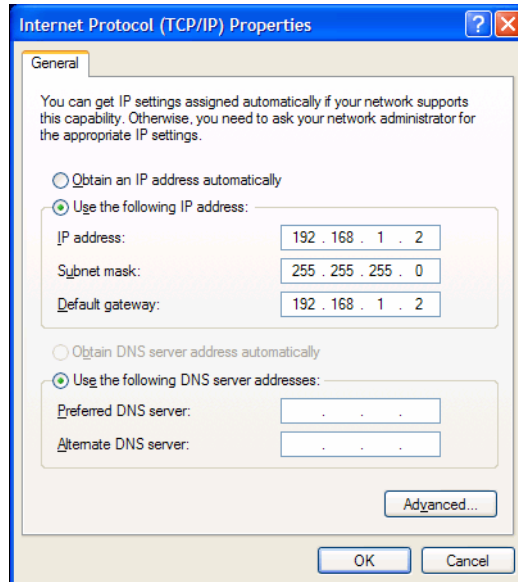 Internet Protocol (TCP/IP) Properties
General
You can get IP settings assigned automatically if your network supports
this capability. Otherwise, you need to ask your network administrator for
the appropriate IP settings.
Obtain an IP address automatically
Use the following IP address:
IP address: 192 . 168 . 1 . 2
Subnet mask: 255 . 255 . 255 . 0
Default gateway: 192 . 168 . 1 . 2
Obtain DNS server address automatically
Use the following DNS server addresses:
Preferred DNS server: . . .
Alternate DNS server: . . .
Advanced...
OK Cancel